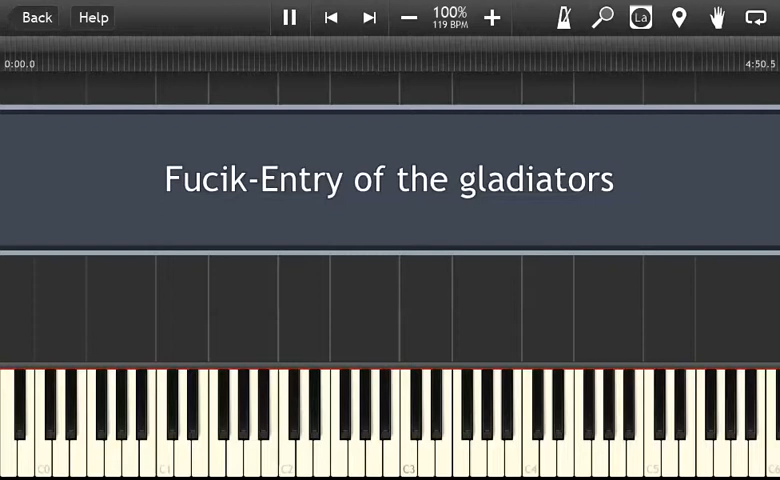 Back Help 100% La
119 BPM
0:00.0 4:50.5
Fucik-Entry of the gladiators
C0 C1 C2 C3 C4 C5 C6